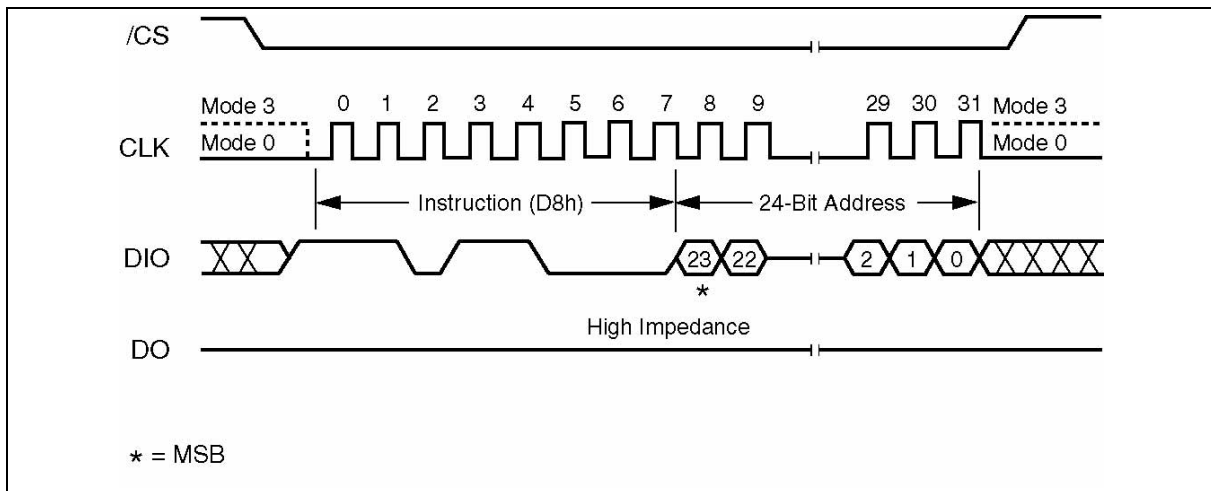 /CS
Mode 3 0 1 2 3 4 5 6 7 8 9 29 30 31 Mode 3
CLK Mode 0 Mode 0
Instruction (D8h) 24-Bit Address
DIO 23 22 2 1 0
*
High Impedance
DO
* = MSB